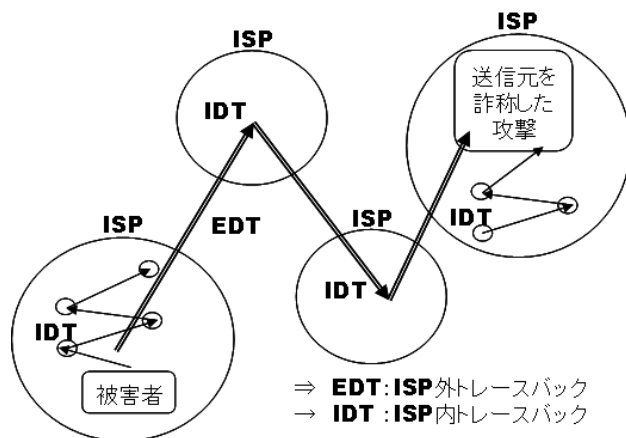 ISP
IDT
ISP
送信元を
詐称した
攻撃
IDT
ISP
EDT
ISP
IDT
IDT
被害者
⇒ EDT:ISP外トレースバック
→ IDT:ISP内トレースバック